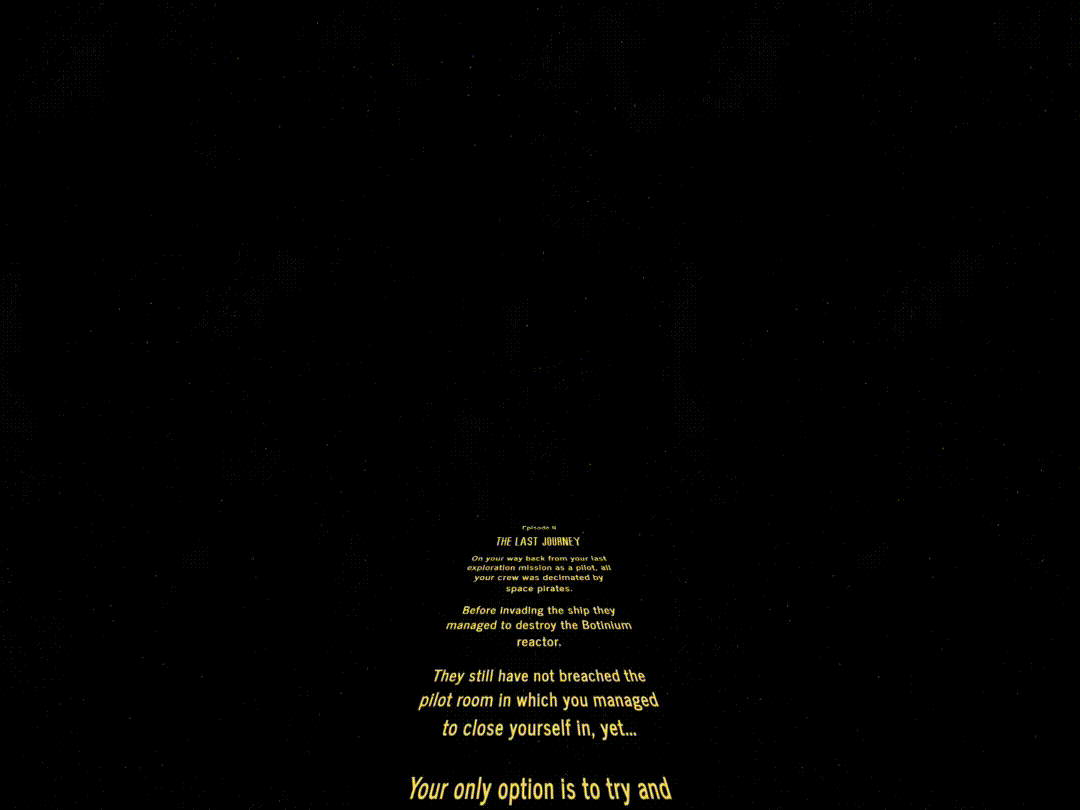 Episode 4
THE LAST JOURNEY
On your way back from your last
exploration mission as a pilot, all
your crew was decimated by
space pirates.
Before invading the ship they
managed to destroy the Botinium
reactor.
They still have not breached the
pilot room in which you managed
to close yourself in, yet...
Your only option is to try and